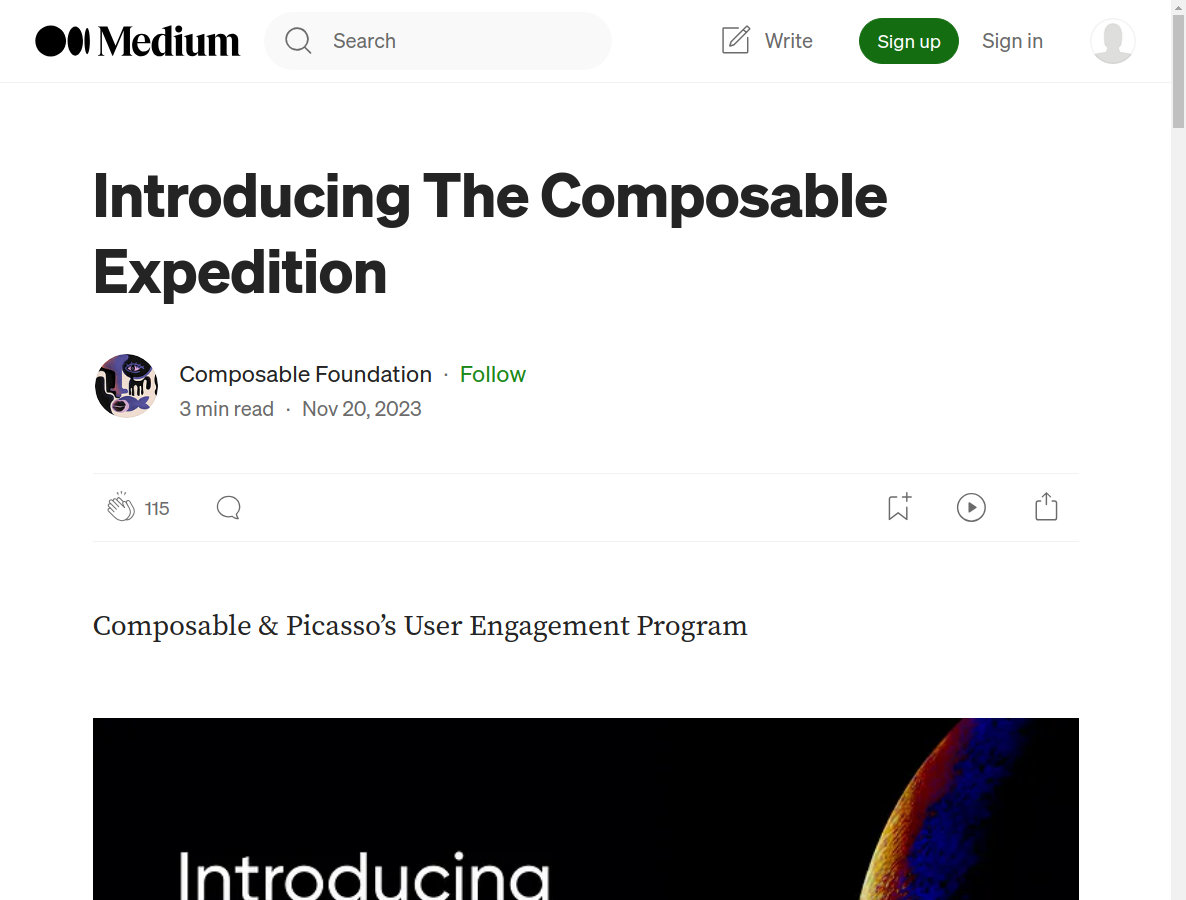 Medium
Search
Write
Sign up
Sign in
Introducing The Composable
Expedition
Composable Foundation · Follow
3 min read · Nov 20, 2023
115
Composable & Picasso’s User Engagement Program
Introducing